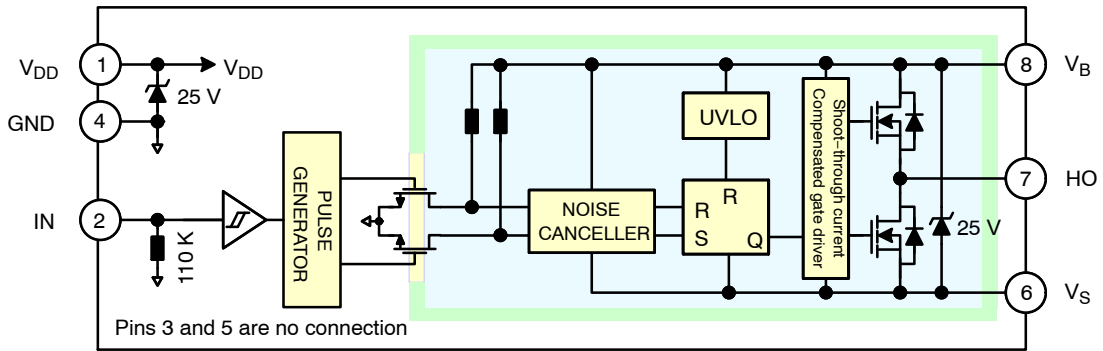 1
V_DD
V_DD
25 V
4
GND
2
IN
110 K
PULSE
GENERATOR
NOISE
CANCELLER
UVLO
R
R
S
Q
Shoot−through current
Compensated gate driver
25 V
8
V_B
7
HO
6
V_S
Pins 3 and 5 are no connection